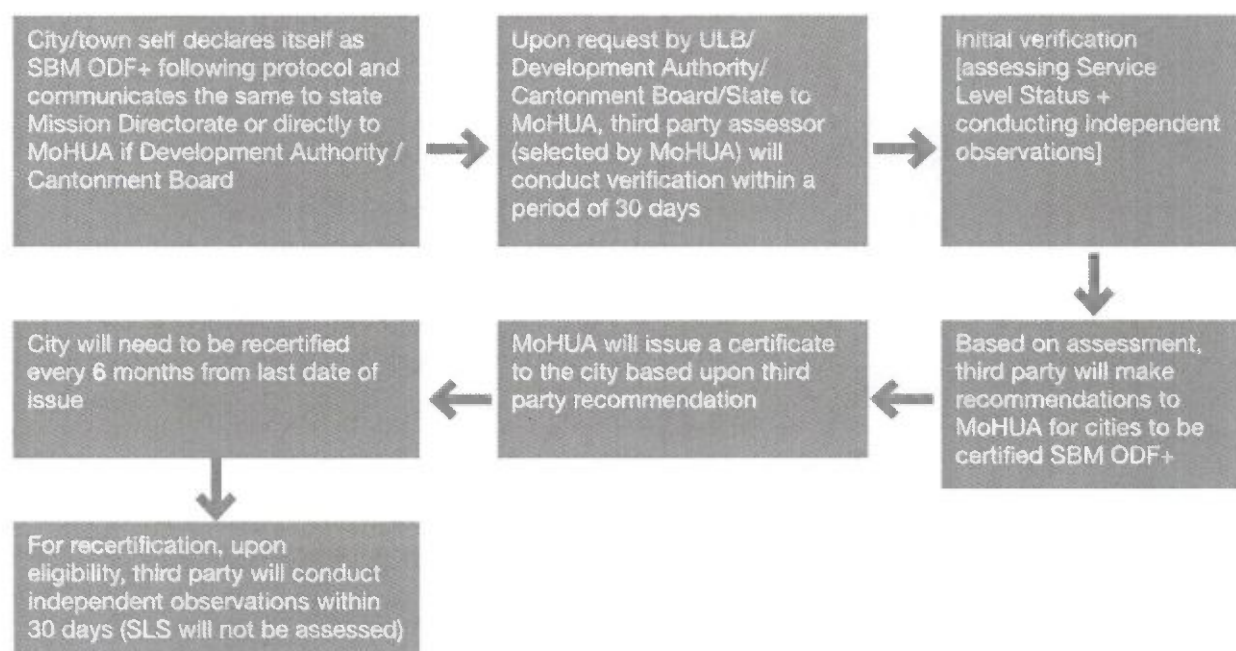 City/town self declares itself as
SBM ODF+ following protocol and
communicates the same to state
Mission Directorate or directly to
MoHUA if Development Authority /
Cantonment Board
Upon request by ULB/
Development Authority/
Cantonment Board/State to
MoHUA, third party assessor
(selected by MoHUA) will
conduct verification within a
period of 30 days
Initial verification
[assessing Service
Level Status +
conducting independent
observations]
Based on assessment,
third party will make
recommendations to
MoHUA for cities to be
certified SBM ODF+
MoHUA will issue a certificate
to the city based upon third
party recommendation
City will need to be recertified
every 6 months from last date of
issue
For recertification, upon
eligibility, third party will conduct
independent observations within
30 days (SLS will not be assessed)